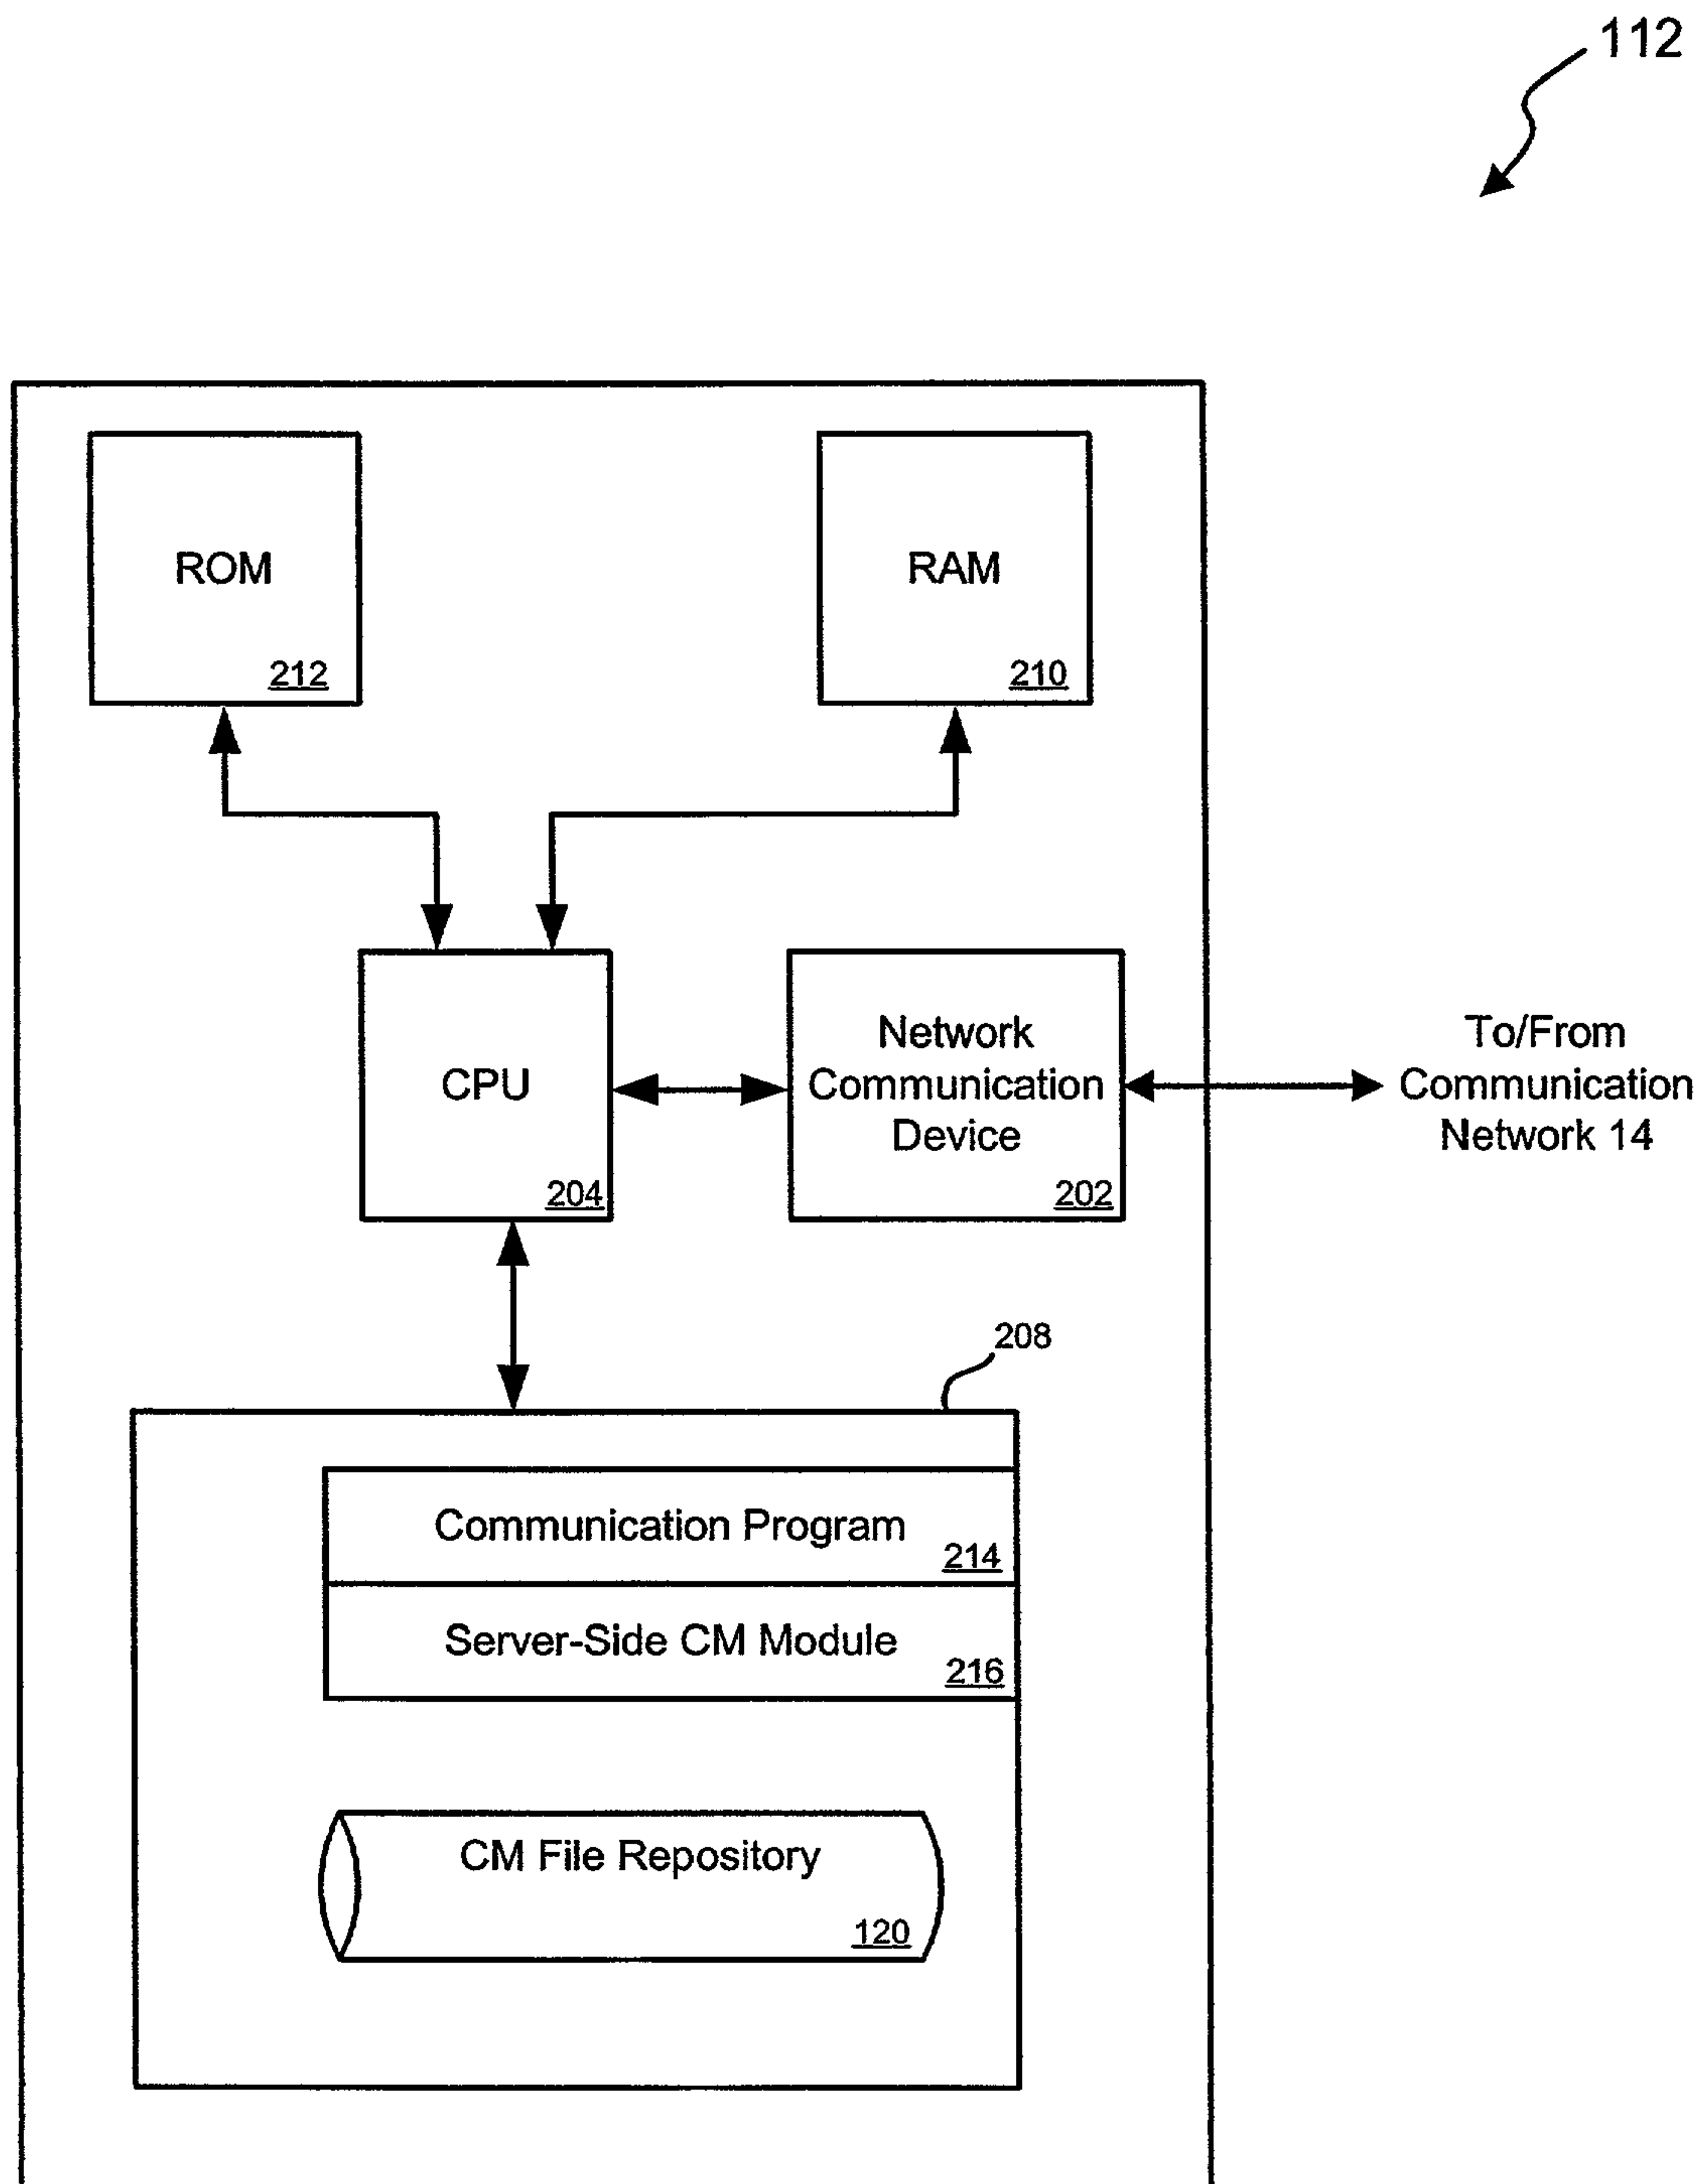 112
ROM
212
RAM
210
CPU
204
Network
Communication
Device
202
To/From
Communication
Network 14
208
Communication Program
214
Server-Side CM Module
216
CM File Repository
120